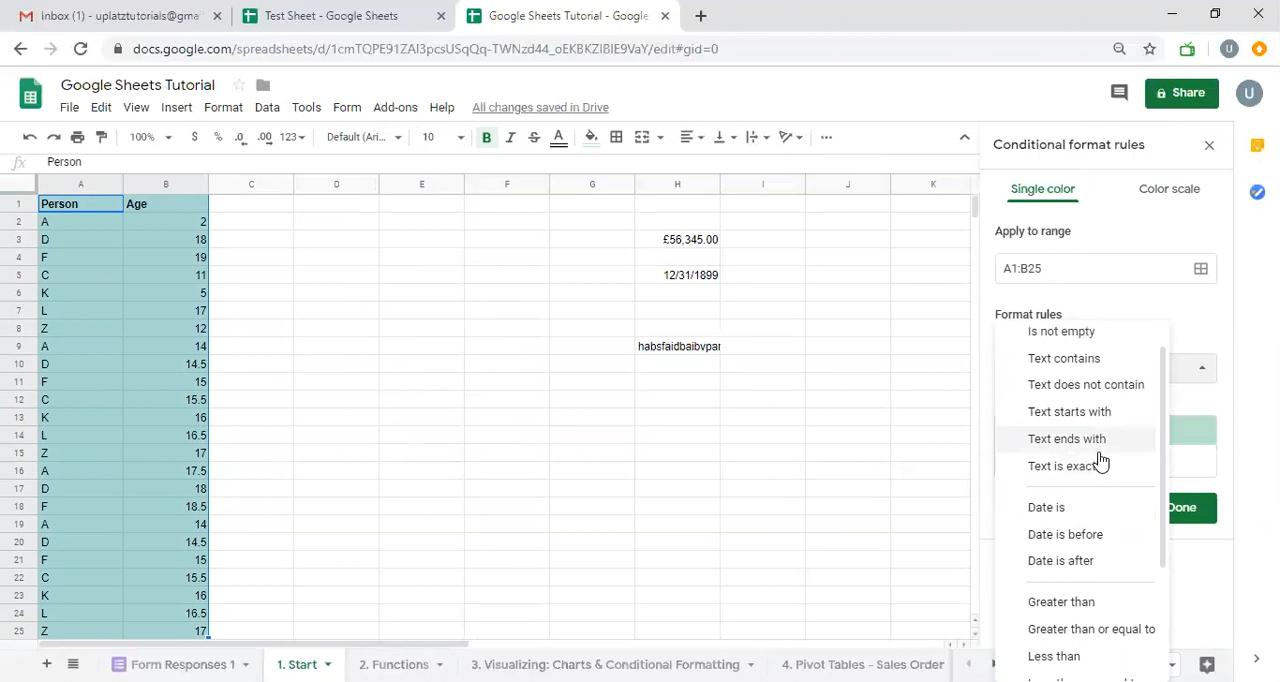 inbox (1) - uplatztutorials@gma
Test Sheet - Google Sheets
Google Sheets Tutorial - Google
docs.google.com/spreadsheets/d/1cmTQPE91ZAI3pcsUSqQq-TWNzd44_oEKBKZIBIE9VaY/edit#gid=0
U
Google Sheets Tutorial
File Edit View Insert Format Data Tools Form Add-ons Help All changes saved in Drive
Share
U
100% $ % .0 .00 123 Default (Ari... 10 B I S A
fx Person
A B C D E F G H I J K
1 Person Age
2 A 2
3 D 18 £56,345.00
4 F 19
5 C 11 12/31/1899
6 K 5
7 L 17
8 Z 12
9 A 14 habsfaidbaibvpar
10 D 14.5
11 F 15
12 C 15.5
13 K 16
14 L 16.5
15 Z 17
16 A 17.5
17 D 18
18 F 18.5
19 A 14
20 D 14.5
21 F 15
22 C 15.5
23 K 16
24 L 16.5
25 Z 17
Conditional format rules
Single color Color scale
Apply to range
A1:B25
Format rules
Is not empty
Text contains
Text does not contain
Text starts with
Text ends with
Text is exact
Date is
Date is before
Date is after
Greater than
Greater than or equal to
Less than
Done
Form Responses 1 1. Start 2. Functions 3. Visualizing: Charts & Conditional Formatting 4. Pivot Tables - Sales Order